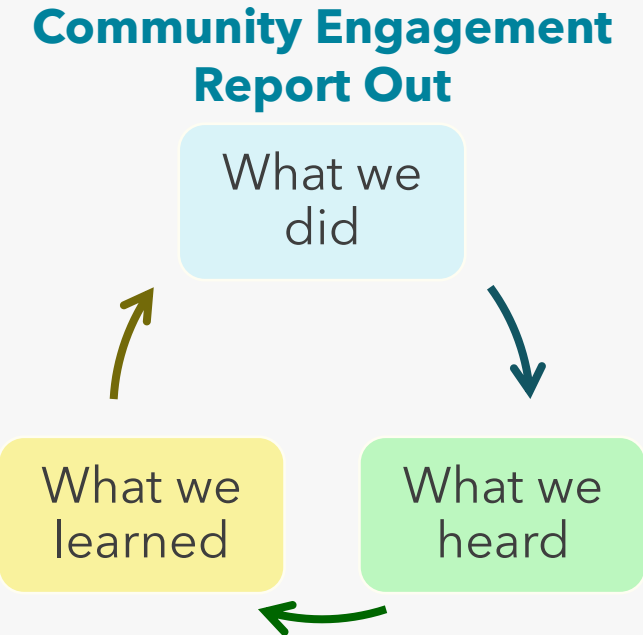 Community Engagement
Report Out
What we
did
What we
learned
What we
heard